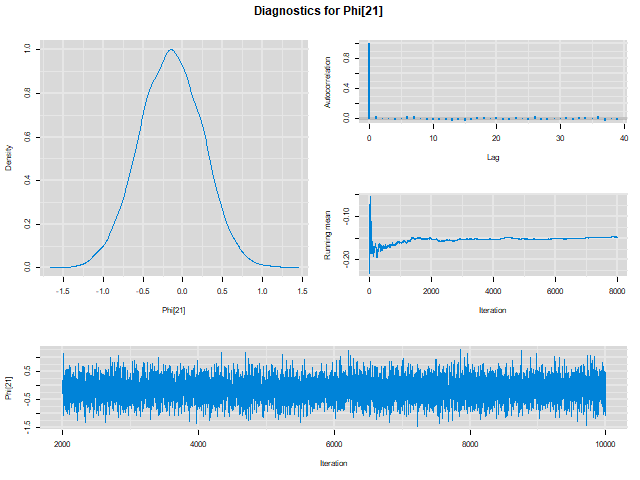 Diagnostics for Phi[21]
Density
0.0 0.2 0.4 0.6 0.8 1.0
-1.5 -1.0 -0.5 0.0 0.5 1.0 1.5
Phi[21]
Autocorrelation
0.0 0.4 0.8
0 10 20 30 40
Lag
Running mean
-0.20 -0.10
0 2000 4000 6000 8000
Iteration
Phi[21]
-1.5 -0.5 0.5
2000 4000 6000 8000 10000
Iteration